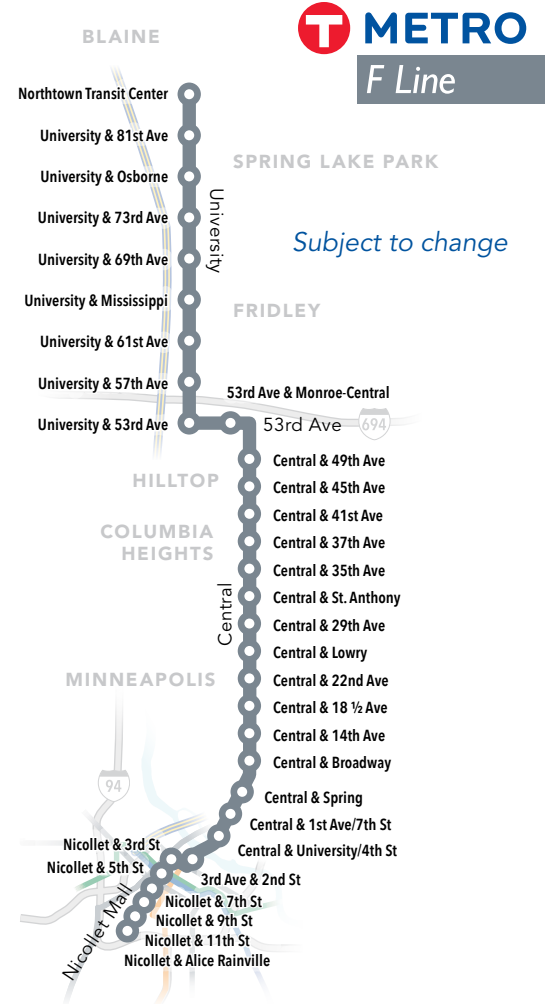 BLAINE
T METRO
F Line
Northtown Transit Center
University & 81st Ave
SPRING LAKE PARK
University & Osborne
University & 73rd Ave
University
Subject to change
University & 69th Ave
University & Mississippi
FRIDLEY
University & 61st Ave
University & 57th Ave
53rd Ave & Monroe-Central
University & 53rd Ave
53rd Ave
694
Central & 49th Ave
HILLTOP
Central & 45th Ave
Central & 41st Ave
COLUMBIA
HEIGHTS
Central & 37th Ave
Central & 35th Ave
Central & St. Anthony
Central
Central & 29th Ave
Central & Lowry
MINNEAPOLIS
Central & 22nd Ave
Central & 18 ½ Ave
Central & 14th Ave
Central & Broadway
94
Central & Spring
Central & 1st Ave/7th St
Central & University/4th St
Nicollet & 3rd St
Nicollet & 5th St
3rd Ave & 2nd St
Nicollet Mall
Nicollet & 7th St
Nicollet & 9th St
Nicollet & 11th St
Nicollet & Alice Rainville